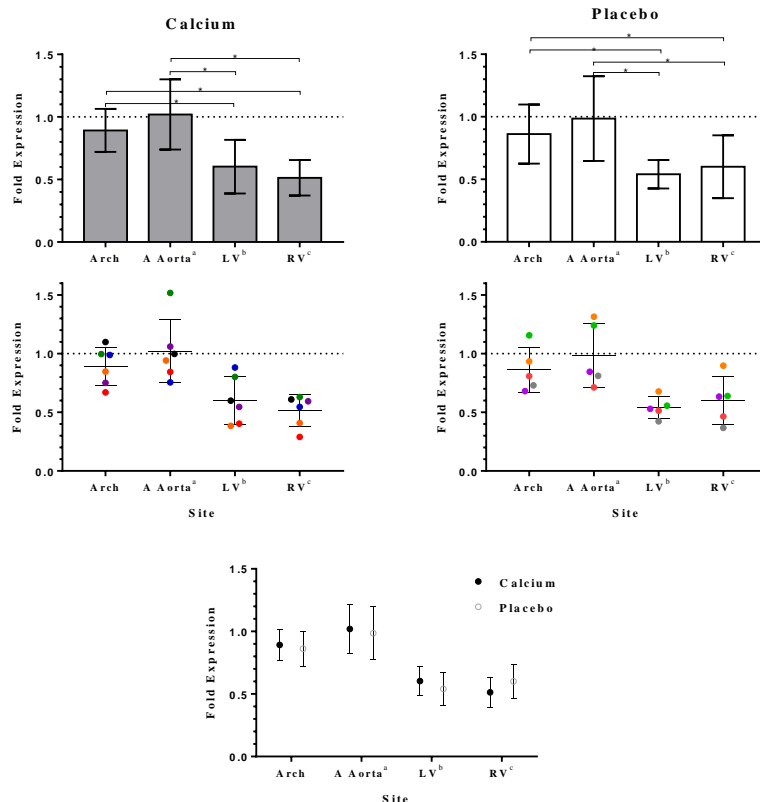 Calcium
Placebo
*
*
*
*
*
*
*
*
1.5
1.0
0.5
0.0
Fold Expression
Arch
A Aorta^a
LV^b
RV^c
1.5
1.0
0.5
0.0
Fold Expression
Arch
A Aorta^a
LV^b
RV^c
1.5
1.0
0.5
0.0
Fold Expression
Arch
A Aorta^a
LV^b
RV^c
Site
1.5
1.0
0.5
0.0
Fold Expression
Arch
A Aorta^a
LV^b
RV^c
Site
1.5
1.0
0.5
0.0
Fold Expression
Calcium
Placebo
Arch
A Aorta^a
LV^b
RV^c
Site